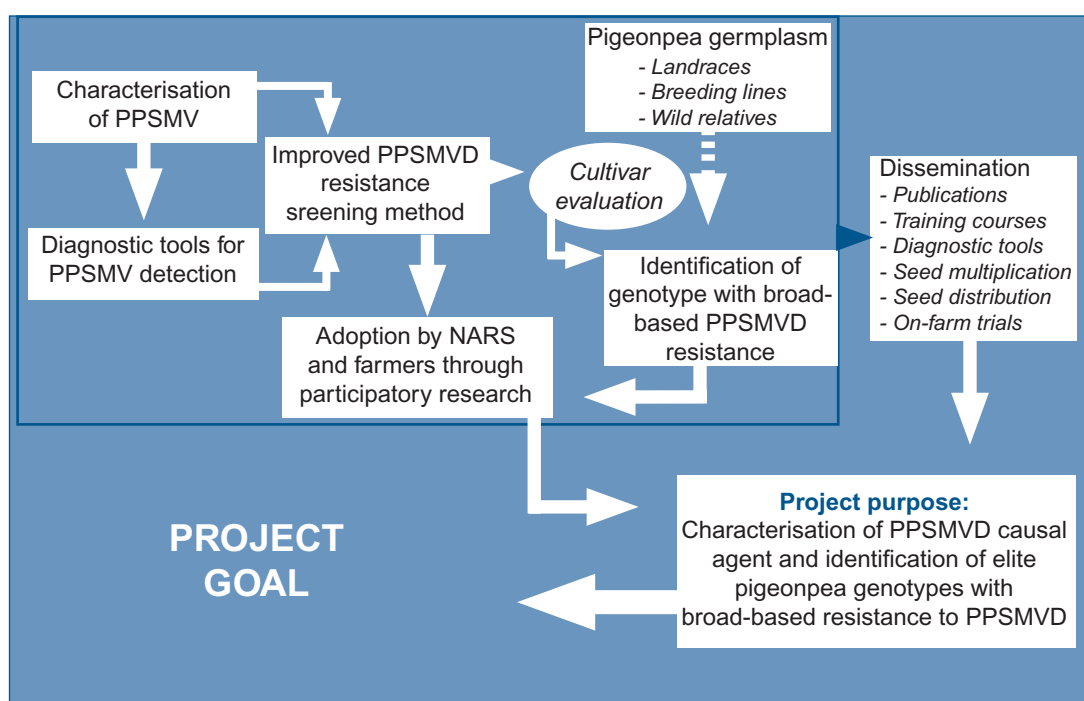 Characterisation
of PPSMV
Diagnostic tools for
PPSMV detection
Improved PPSMVD
resistance
sreening method
Adoption by NARS
and farmers through
participatory research
Cultivar
evaluation
Pigeonpea germplasm
- Landraces
- Breeding lines
- Wild relatives
Identification of
genotype with broad-
based PPSMVD
resistance
Dissemination
- Publications
- Training courses
- Diagnostic tools
- Seed multiplication
- Seed distribution
- On-farm trials
Project purpose:
Characterisation of PPSMVD causal
agent and identification of elite
pigeonpea genotypes with
broad-based resistance to PPSMVD
PROJECT
GOAL